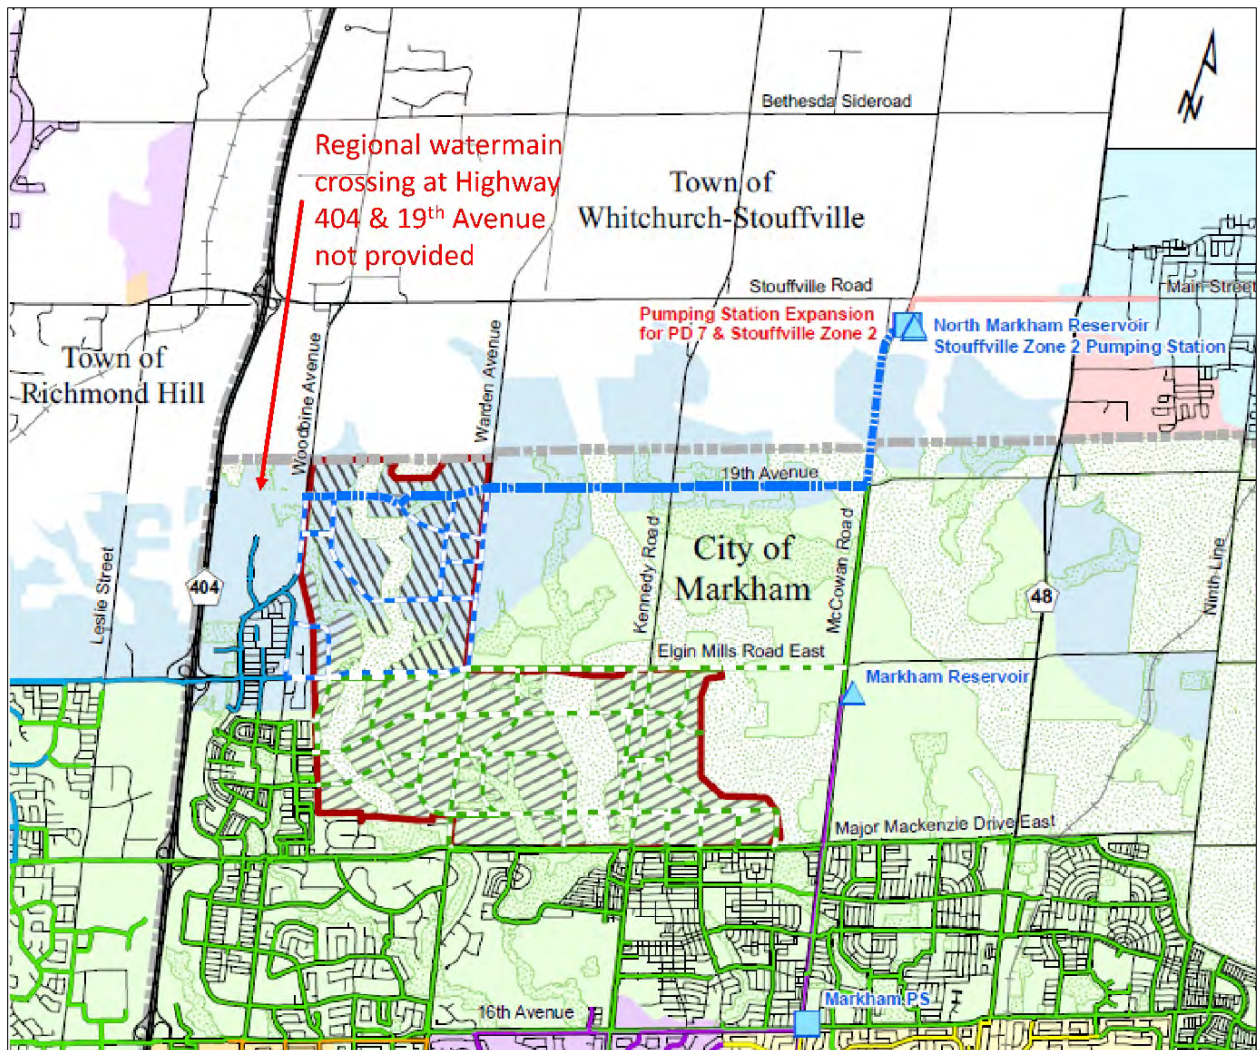 Bethesda Sideroad
N
Regional watermain
crossing at Highway
404 & 19th Avenue
not provided
Town of
Whitchurch-Stouffville
Stouffville Road
Main Street
Pumping Station Expansion
for PD 7 & Stouffville Zone 2
North Markham Reservoir
Stouffville Zone 2 Pumping Station
Town of
Richmond Hill
Woodbine Avenue
Warden Avenue
19th Avenue
City of
Markham
Kennedy Road
McCowan Road
Leslie Street
404
48
Ninth Line
Elgin Mills Road East
Markham Reservoir
Major Mackenzie Drive East
16th Avenue
Markham PS